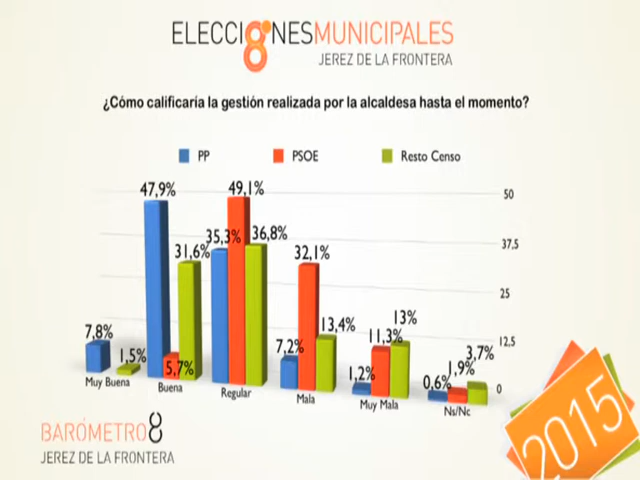 ELECCI8NESMUNICIPALES
JEREZ DE LA FRONTERA
¿Cómo calificaría la gestión realizada por la alcaldesa hasta el momento?
PP PSOE Resto Censo
47,9% 49,1% 50
35,3% 36,8% 37,5
31,6% 32,1%
25
7,8% 1,5% 5,7% 7,2% 13,4% 1,2% 11,3% 13% 0,6% 1,9% 3,7% 12,5
0
Muy Buena Buena Regular Mala Muy Mala Ns/Nc
BARÓMETRO8
JEREZ DE LA FRONTERA
2015